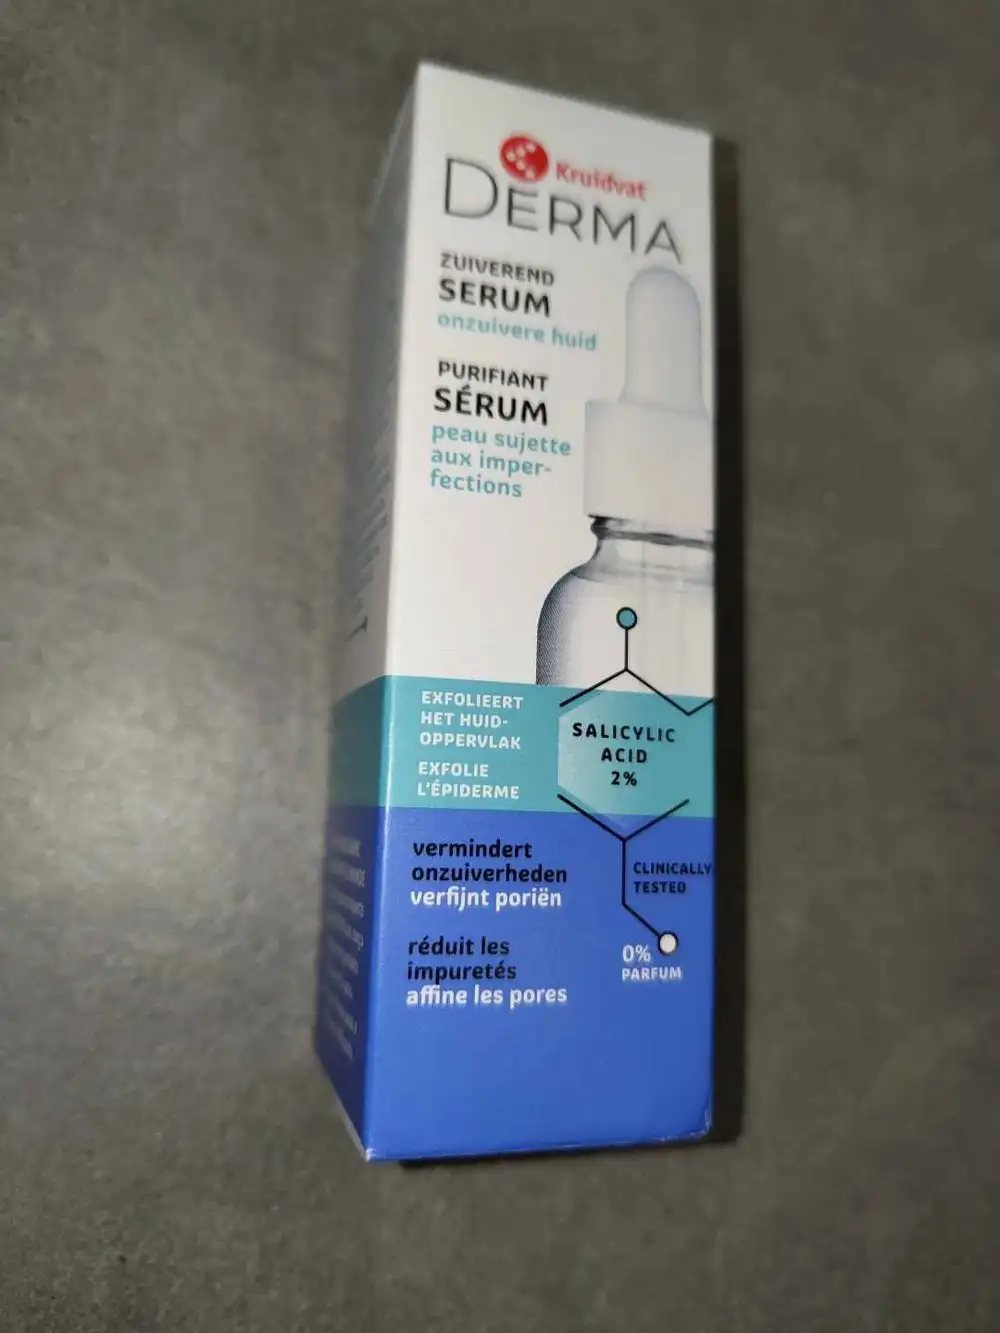 Kruidvat
DERMA
ZUIVEREND
SERUM
onzuivere huid
PURIFIANT
SÉRUM
peau sujette
aux imper-
fections
EXFOLIEERT
HET HUID-
OPPERVLAK
EXFOLIE
L'ÉPIDERME
SALICYLIC
ACID
2%
vermindert
onzuiverheden
verfijnt poriën
réduit les
impuretés
affine les pores
CLINICALLY
TESTED
0%
PARFUM